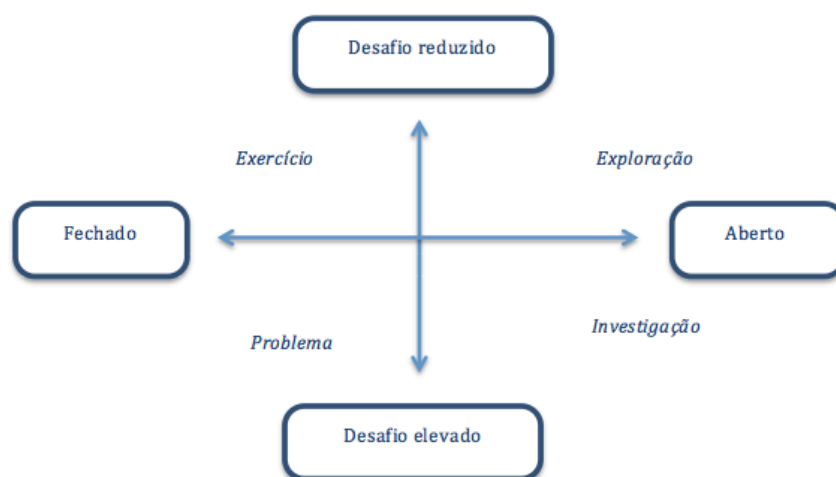 Desafio reduzido
Exercício
Exploração
Fechado
Aberto
Problema
Investigação
Desafio elevado